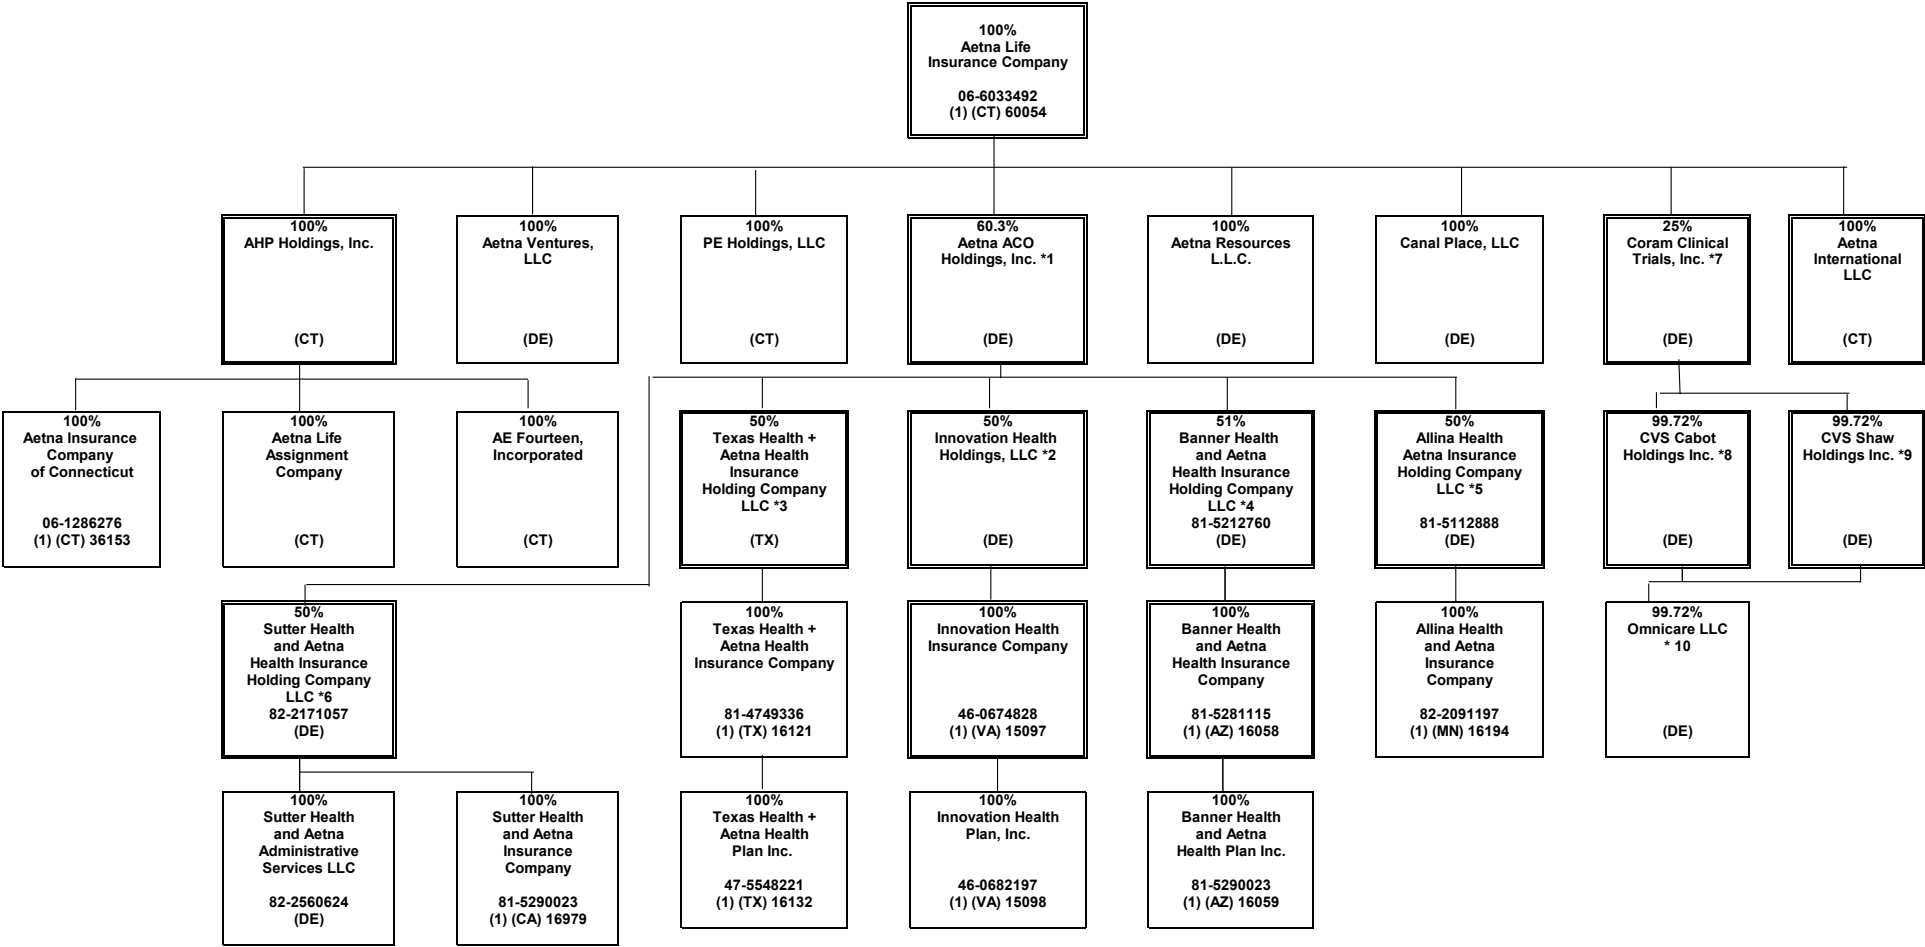 100%
Aetna Life
Insurance Company
06-6033492
(1) (CT) 60054
100%
AHP Holdings, Inc.
(CT)
100%
Aetna Ventures,
LLC
(DE)
100%
PE Holdings, LLC
(CT)
60.3%
Aetna ACO
Holdings, Inc. *1
(DE)
100%
Aetna Resources
L.L.C.
(DE)
100%
Canal Place, LLC
(DE)
25%
Coram Clinical
Trials, Inc. *7
(DE)
100%
Aetna
International
LLC
(CT)
100%
Aetna Insurance
Company
of Connecticut
06-1286276
(1) (CT) 36153
100%
Aetna Life
Assignment
Company
(CT)
100%
AE Fourteen,
Incorporated
(CT)
50%
Texas Health +
Aetna Health
Insurance
Holding Company
LLC *3
(TX)
50%
Innovation Health
Holdings, LLC *2
(DE)
51%
Banner Health
and Aetna
Health Insurance
Holding Company
LLC *4
81-5212760
(DE)
50%
Allina Health
Aetna Insurance
Holding Company
LLC *5
81-5112888
(DE)
99.72%
CVS Cabot
Holdings Inc. *8
(DE)
99.72%
CVS Shaw
Holdings Inc. *9
(DE)
50%
Sutter Health
and Aetna
Health Insurance
Holding Company
LLC *6
82-2171057
(DE)
100%
Texas Health +
Aetna Health
Insurance Company
81-4749336
(1) (TX) 16121
100%
Innovation Health
Insurance Company
46-0674828
(1) (VA) 15097
100%
Banner Health
and Aetna
Health Insurance
Company
81-5281115
(1) (AZ) 16058
100%
Allina Health
and Aetna
Insurance
Company
82-2091197
(1) (MN) 16194
99.72%
Omnicare LLC
* 10
(DE)
100%
Sutter Health
and Aetna
Administrative
Services LLC
82-2560624
(DE)
100%
Sutter Health
and Aetna
Insurance
Company
81-5290023
(1) (CA) 16979
100%
Texas Health +
Aetna Health
Plan Inc.
47-5548221
(1) (TX) 16132
100%
Innovation Health
Plan, Inc.
46-0682197
(1) (VA) 15098
100%
Banner Health
and Aetna
Health Plan Inc.
81-5290023
(1) (AZ) 16059